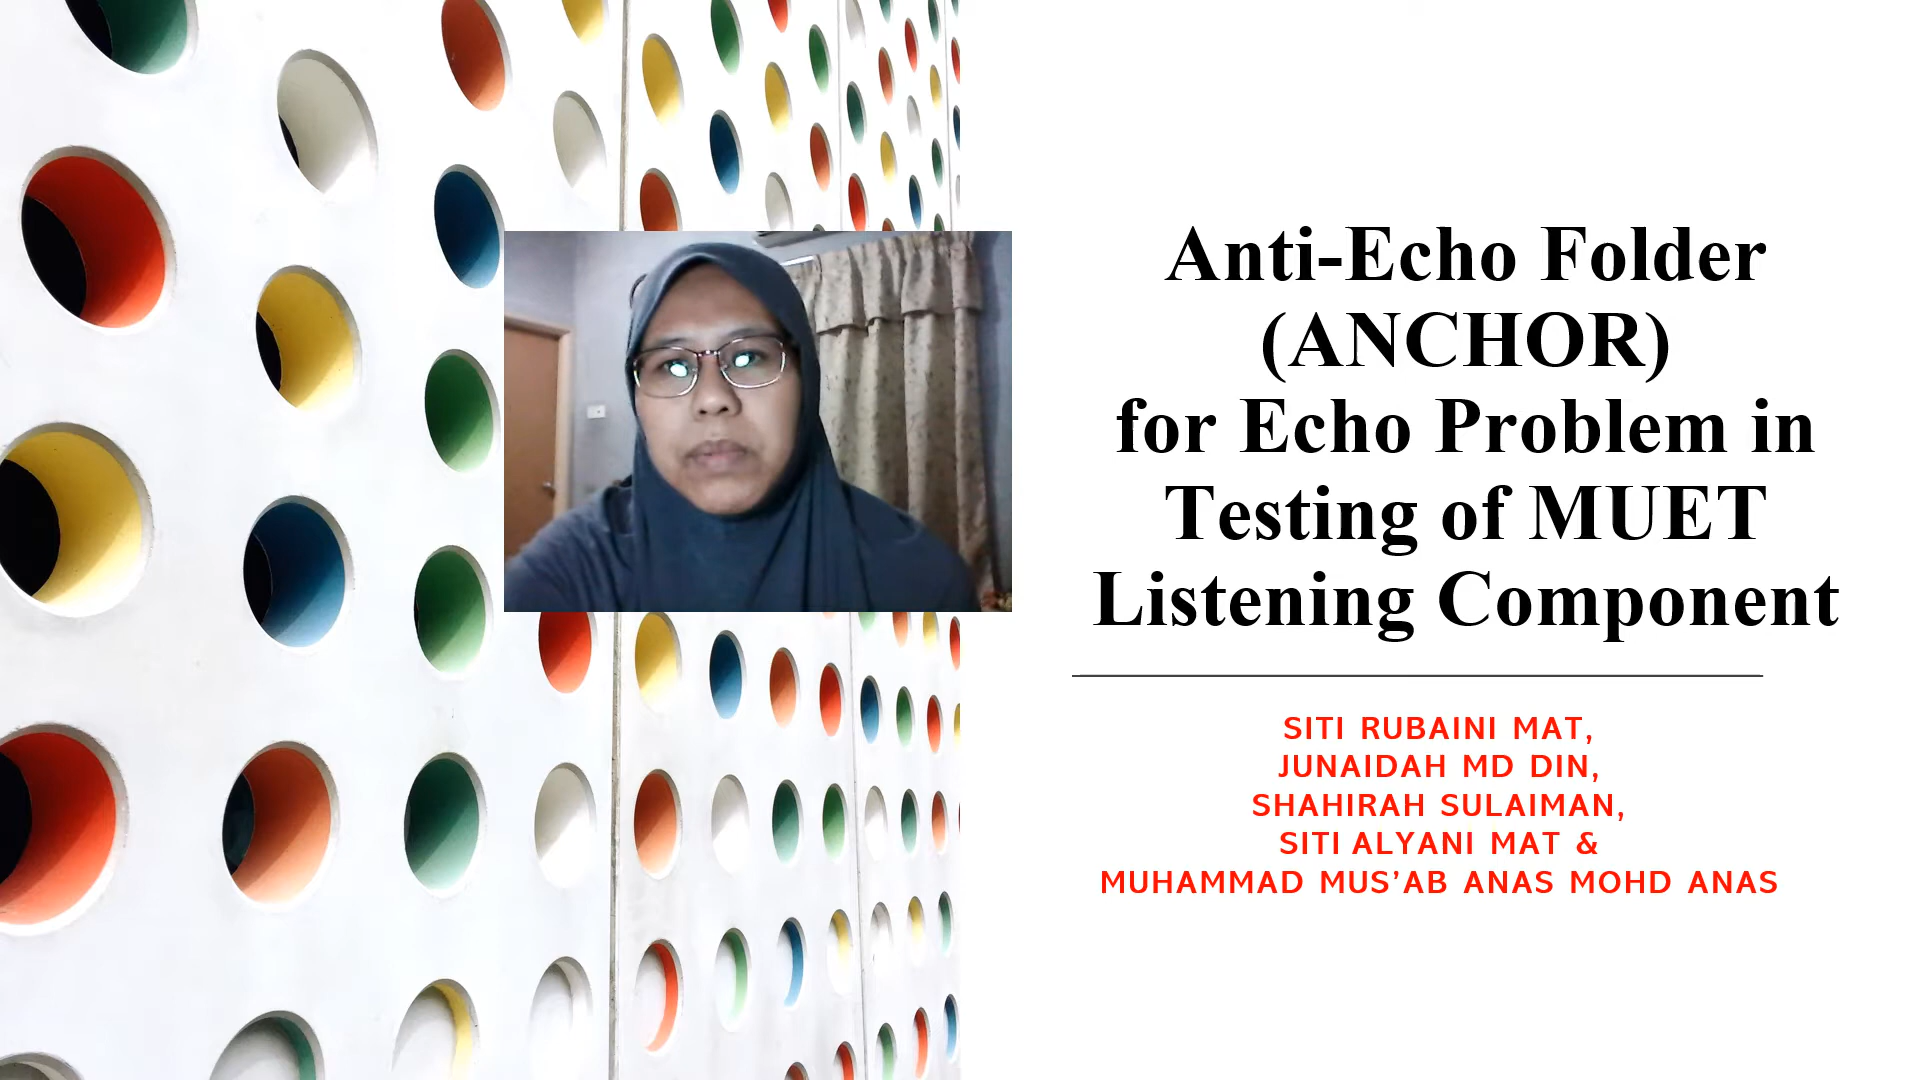 Anti-Echo Folder
(ANCHOR)
for Echo Problem in
Testing of MUET
Listening Component
SITI RUBAINI MAT,
JUNAIDAH MD DIN,
SHAHIRAH SULAIMAN,
SITI ALYANI MAT &
MUHAMMAD MUS’AB ANAS MOHD ANAS